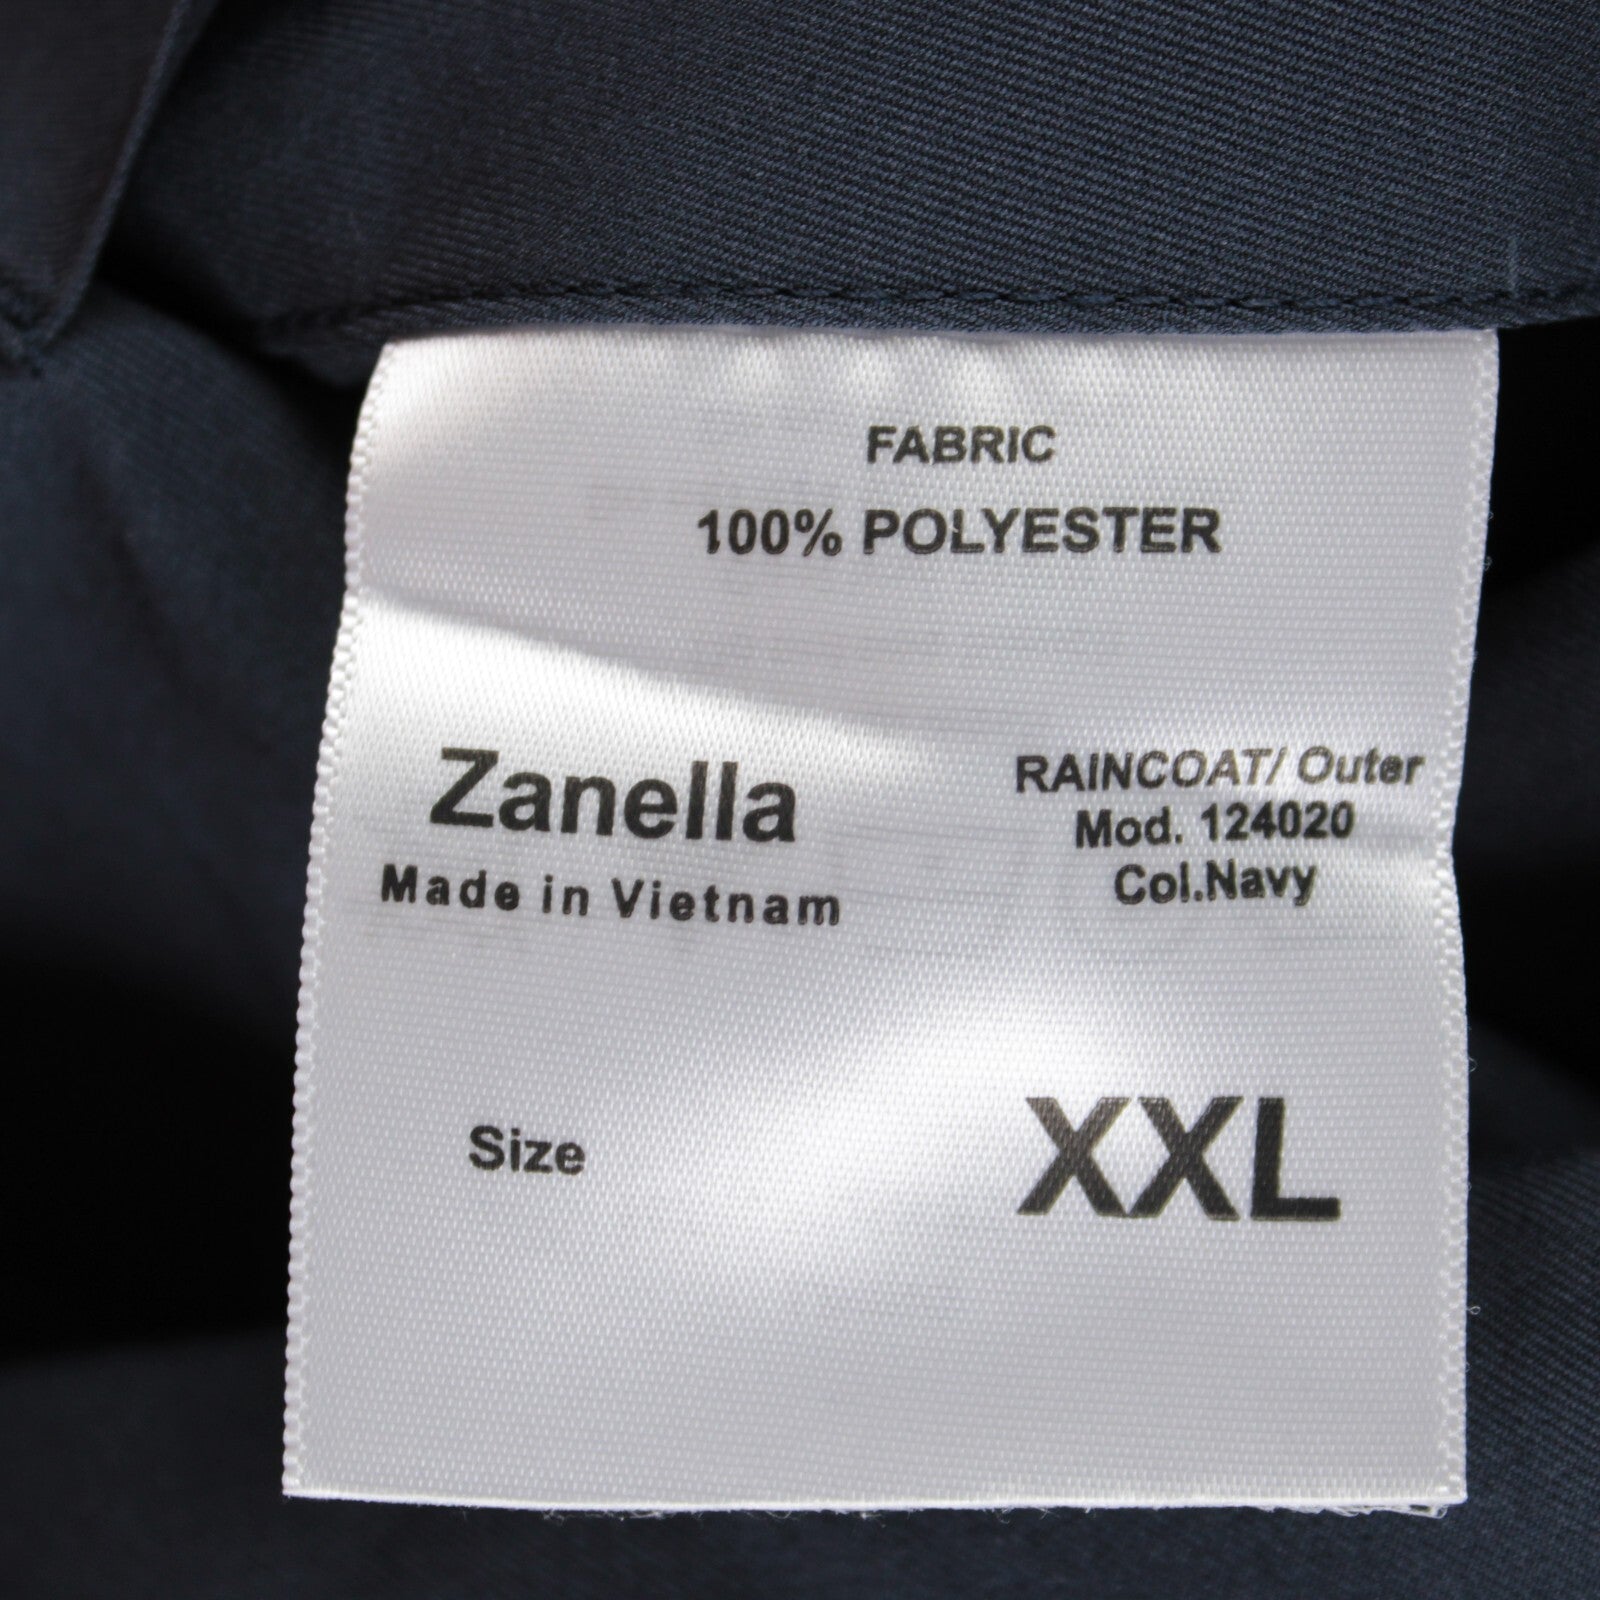 FABRIC
100% POLYESTER
Zanella
Made in Vietnam
RAINCOAT/ Outer
Mod. 124020
Col.Navy
Size
XXL